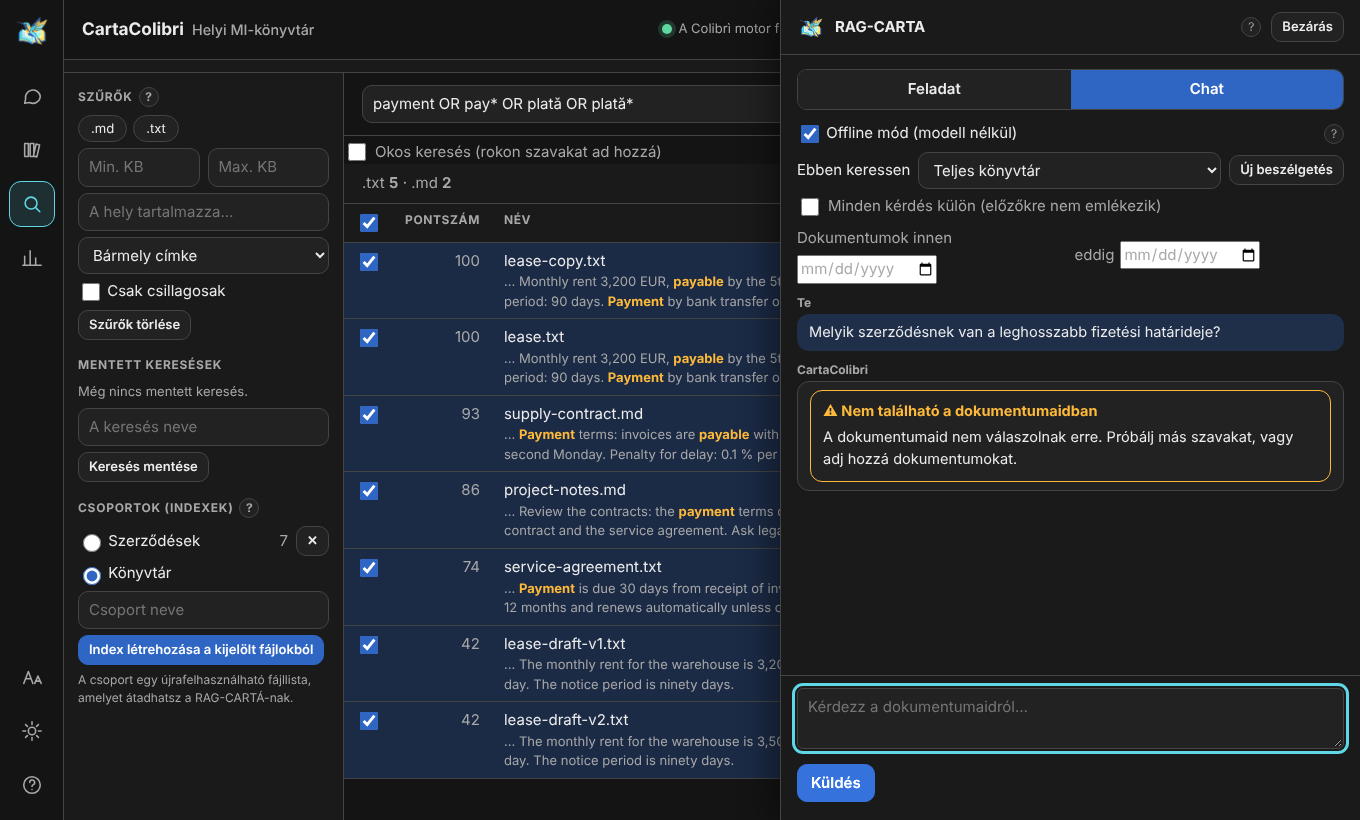 CartaColibri Helyi MI-könyvtár
A Colibrì motor f
SZŰRŐK ?
.md .txt
Min. KB Max. KB
A hely tartalmazza...
Bármely címke
Csak csillagosak
Szűrők törlése
MENTETT KERESÉSEK
Még nincs mentett keresés.
A keresés neve
Keresés mentése
CSOPORTOK (INDEXEK) ?
Szerződések 7 ✕
Könyvtár
Csoport neve
Index létrehozása a kijelölt fájlokból
A csoport egy újrafelhasználható fájllista,
amelyet átadhatsz a RAG-CARTÁ-nak.
AA
?
payment OR pay* OR plată OR plată*
Okos keresés (rokon szavakat ad hozzá)
.txt 5 · .md 2
PONTSZÁM NÉV
100 lease-copy.txt
... Monthly rent 3,200 EUR, payable by the 5t
period: 90 days. Payment by bank transfer o
100 lease.txt
... Monthly rent 3,200 EUR, payable by the 5t
period: 90 days. Payment by bank transfer o
93 supply-contract.md
... Payment terms: invoices are payable with
second Monday. Penalty for delay: 0.1 % per
86 project-notes.md
... Review the contracts: the payment terms o
contract and the service agreement. Ask lega
74 service-agreement.txt
... Payment is due 30 days from receipt of inv
12 months and renews automatically unless c
42 lease-draft-v1.txt
... The monthly rent for the warehouse is 3,20
day. The notice period is ninety days.
42 lease-draft-v2.txt
... The monthly rent for the warehouse is 3,50
day. The notice period is ninety days.
RAG-CARTA ? Bezárás
Feladat Chat
Offline mód (modell nélkül) ?
Ebben keressen Teljes könyvtár Új beszélgetés
Minden kérdés külön (előzőkre nem emlékezik)
Dokumentumok innen
mm/dd/yyyy eddig mm/dd/yyyy
Te
Melyik szerződésnek van a leghosszabb fizetési határideje?
CartaColibri
⚠ Nem található a dokumentumaidban
A dokumentumaid nem válaszolnak erre. Próbálj más szavakat, vagy
adj hozzá dokumentumokat.
Kérdezz a dokumentumaidról...
Küldés